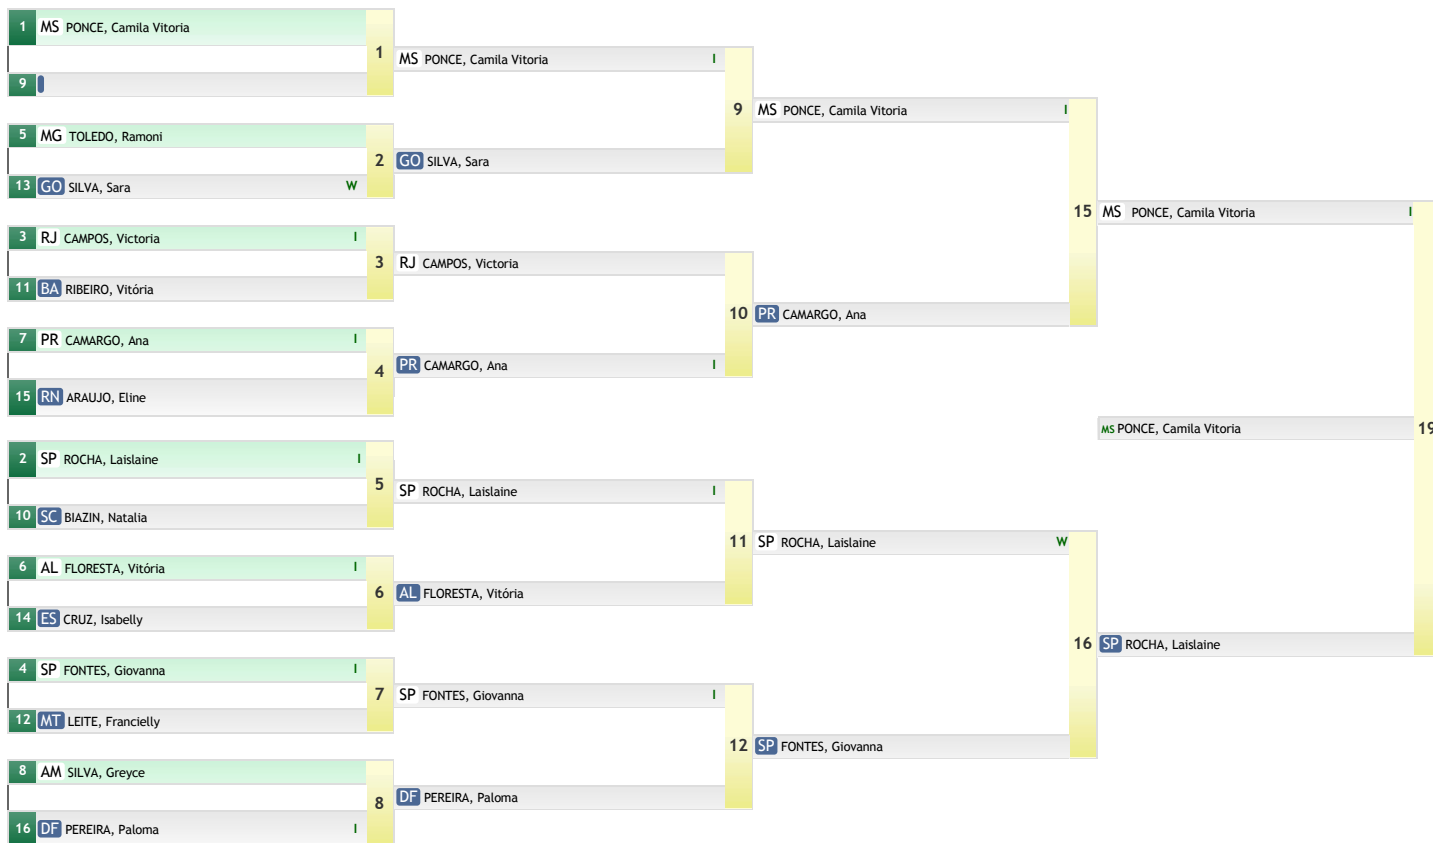 1 MS PONCE, Camila Vitoria
1
9
MS PONCE, Camila Vitoria I
5 MG TOLEDO, Ramoni
2
13 GO SILVA, Sara W
GO SILVA, Sara
9
MS PONCE, Camila Vitoria I
3 RJ CAMPOS, Victoria I
3
11 BA RIBEIRO, Vitória
RJ CAMPOS, Victoria
7 PR CAMARGO, Ana I
4
15 RN ARAUJO, Eline
PR CAMARGO, Ana I
10
PR CAMARGO, Ana
15
MS PONCE, Camila Vitoria I
MS PONCE, Camila Vitoria
19
2 SP ROCHA, Laislaine I
5
10 SC BIAZIN, Natalia
SP ROCHA, Laislaine I
6 AL FLORESTA, Vitória I
6
14 ES CRUZ, Isabelly
AL FLORESTA, Vitória
11
SP ROCHA, Laislaine W
4 SP FONTES, Giovanna I
7
12 MT LEITE, Francielly
SP FONTES, Giovanna I
8 AM SILVA, Greyce
8
16 DF PEREIRA, Paloma I
DF PEREIRA, Paloma
12
SP FONTES, Giovanna
16
SP ROCHA, Laislaine